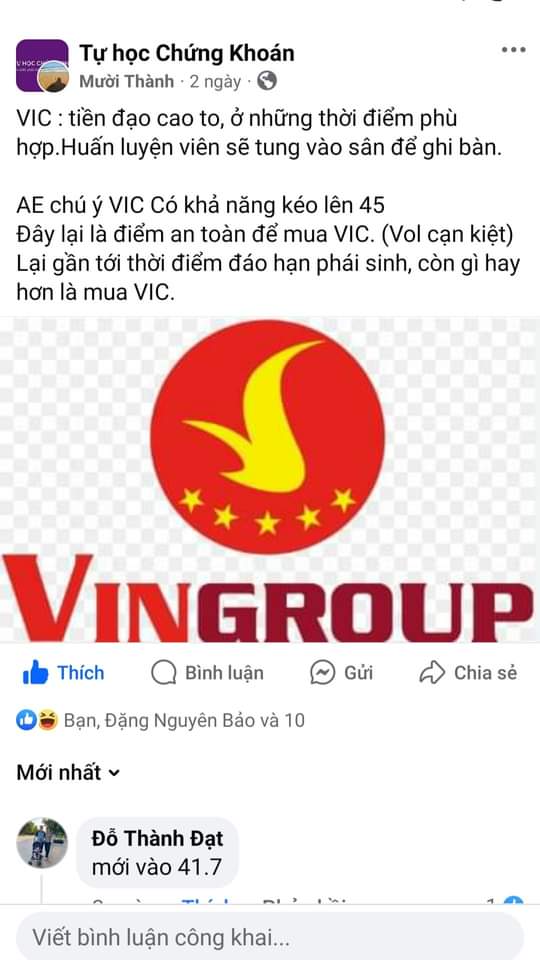 Tự học Chứng Khoán
Mười Thành · 2 ngày ·
VIC : tiền đạo cao to, ở những thời điểm phù
hợp.Huấn luyện viên sẽ tung vào sân để ghi bàn.
AE chú ý VIC Có khả năng kéo lên 45
Đây lại là điểm an toàn để mua VIC. (Vol cạn kiệt)
Lại gần tới thời điểm đáo hạn phái sinh, còn gì hay
hơn là mua VIC.
VINGROUP
Thích Bình luận Gửi Chia sẻ
Bạn, Đặng Nguyên Bảo và 10
Mới nhất
Đỗ Thành Đạt
mới vào 41.7
Viết bình luận công khai...